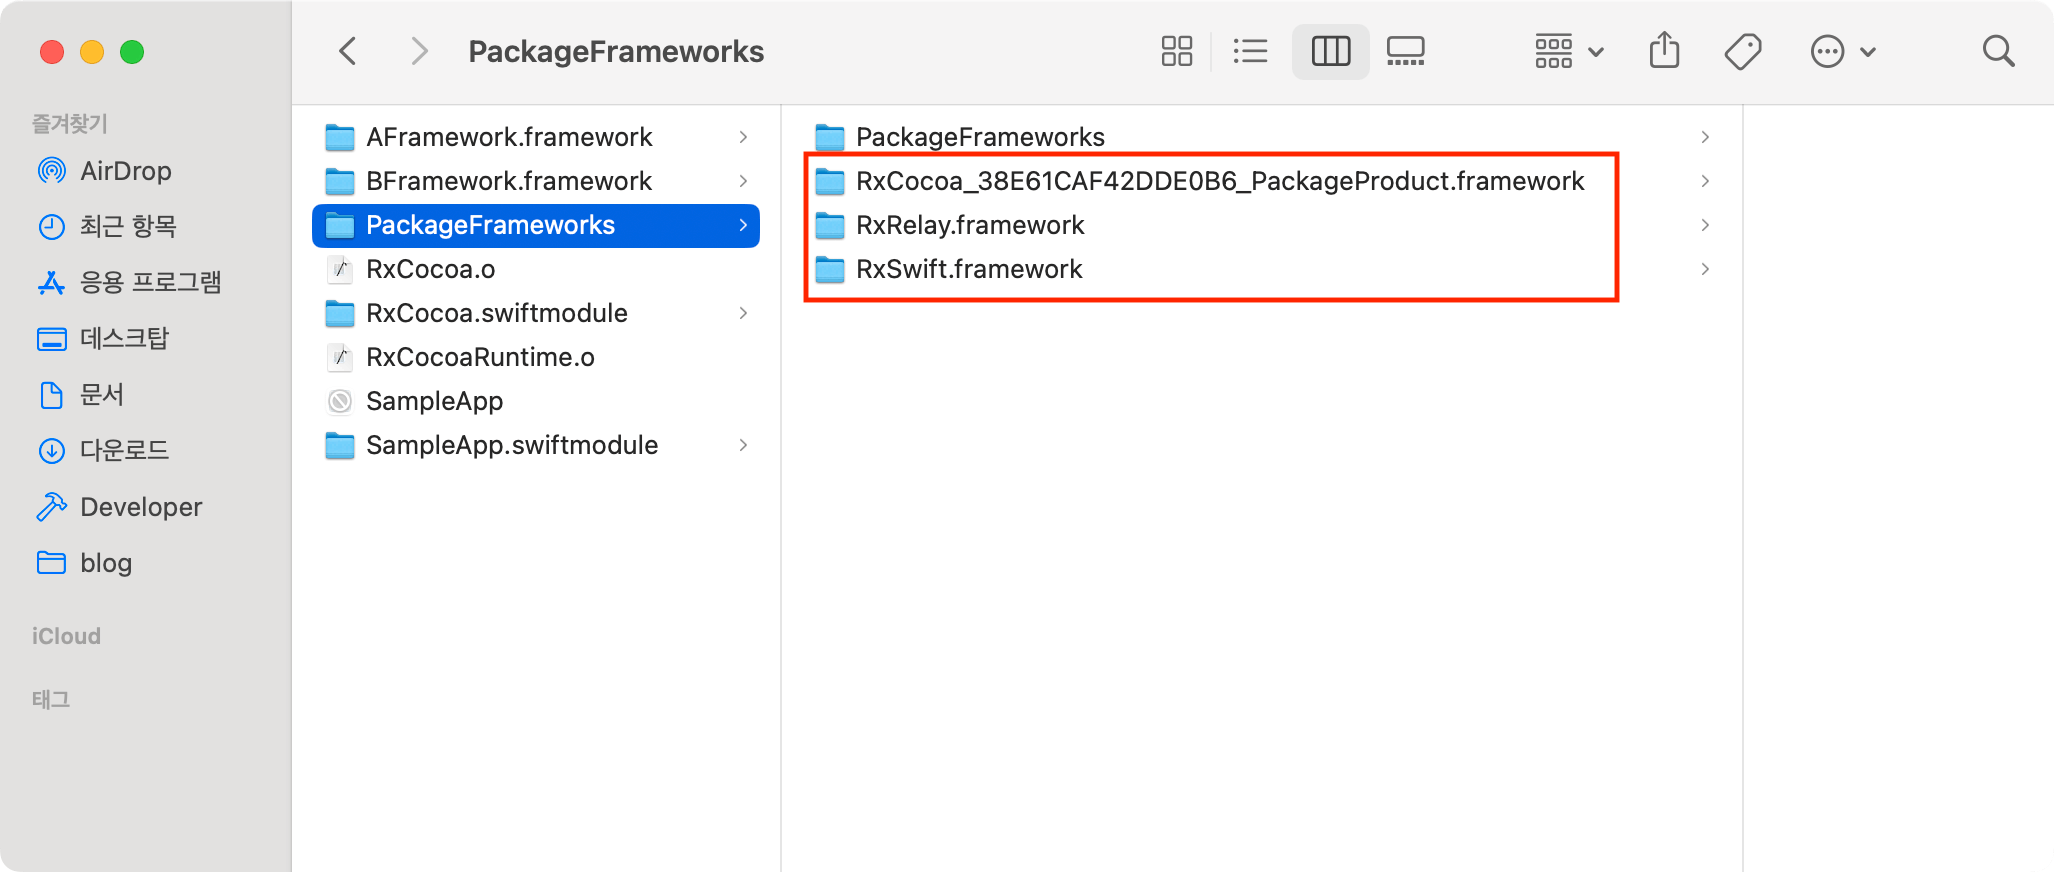 PackageFrameworks
즐겨찾기
AirDrop
최근 항목
응용 프로그램
데스크탑
문서
다운로드
Developer
blog
iCloud
태그
AFramework.framework
BFramework.framework
PackageFrameworks
RxCocoa.o
RxCocoa.swiftmodule
RxCocoaRuntime.o
SampleApp
SampleApp.swiftmodule
PackageFrameworks
RxCocoa_38E61CAF42DDE0B6_PackageProduct.framework
RxRelay.framework
RxSwift.framework